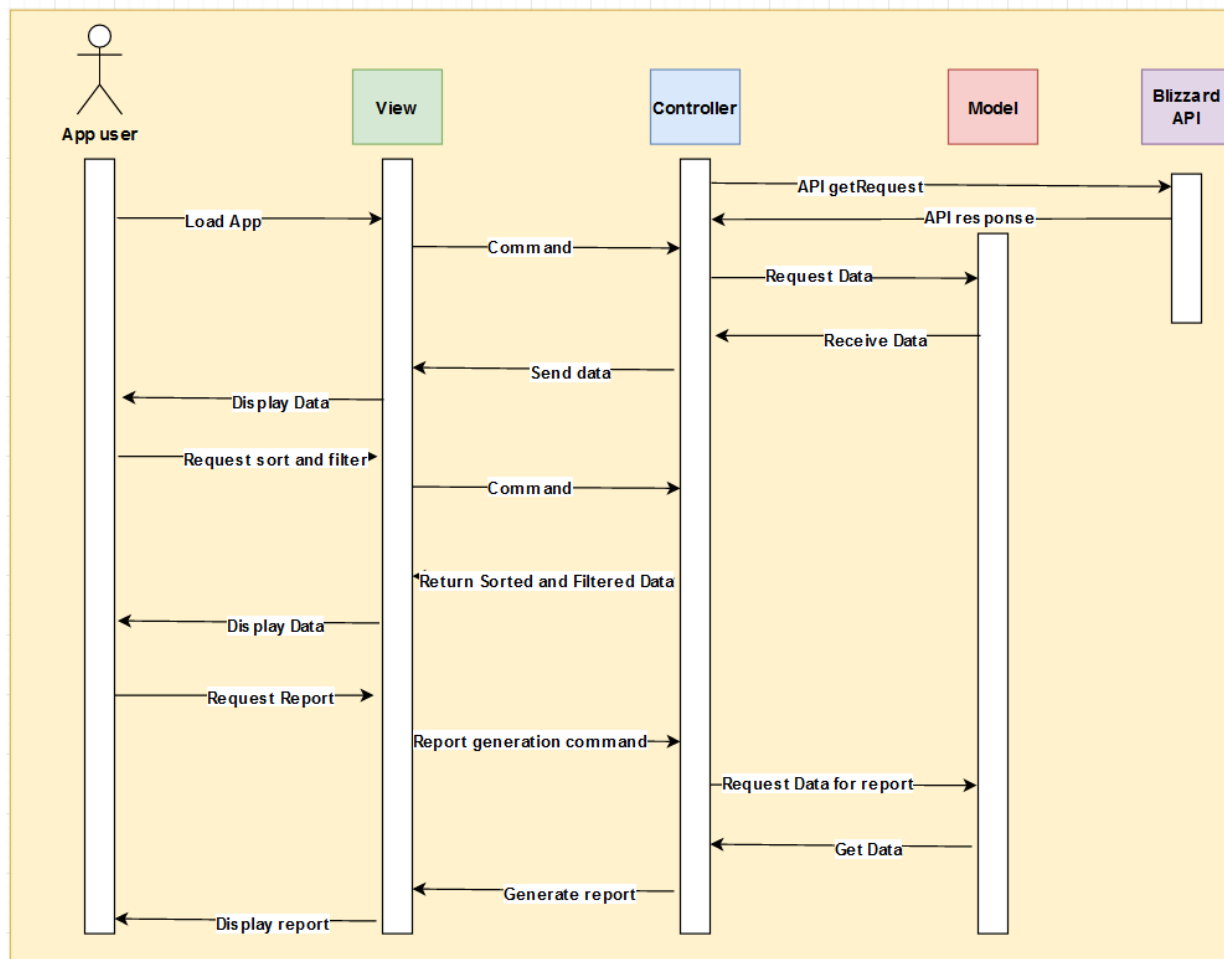 App user
View
Controller
Model
Blizzard
API
API getRequest
Load App
API response
Command
Request Data
Receive Data
Send data
Display Data
Request sort and filter
Command
Return Sorted and Filtered Data
Display Data
Request Report
Report generation command
Request Data for report
Get Data
Generate report
Display report